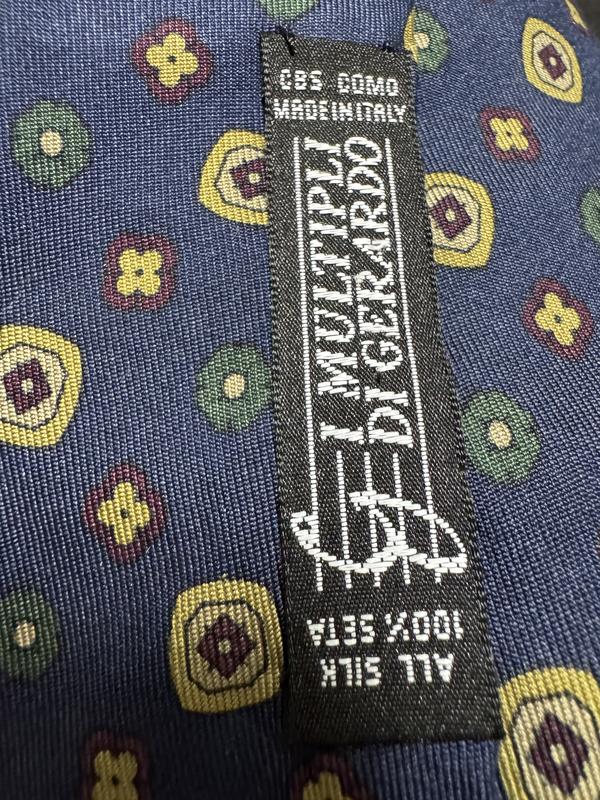 CBS COMO
MADE IN ITALY
I MULTIPLI
DI GERARDO
ALL SILK
100% SETA